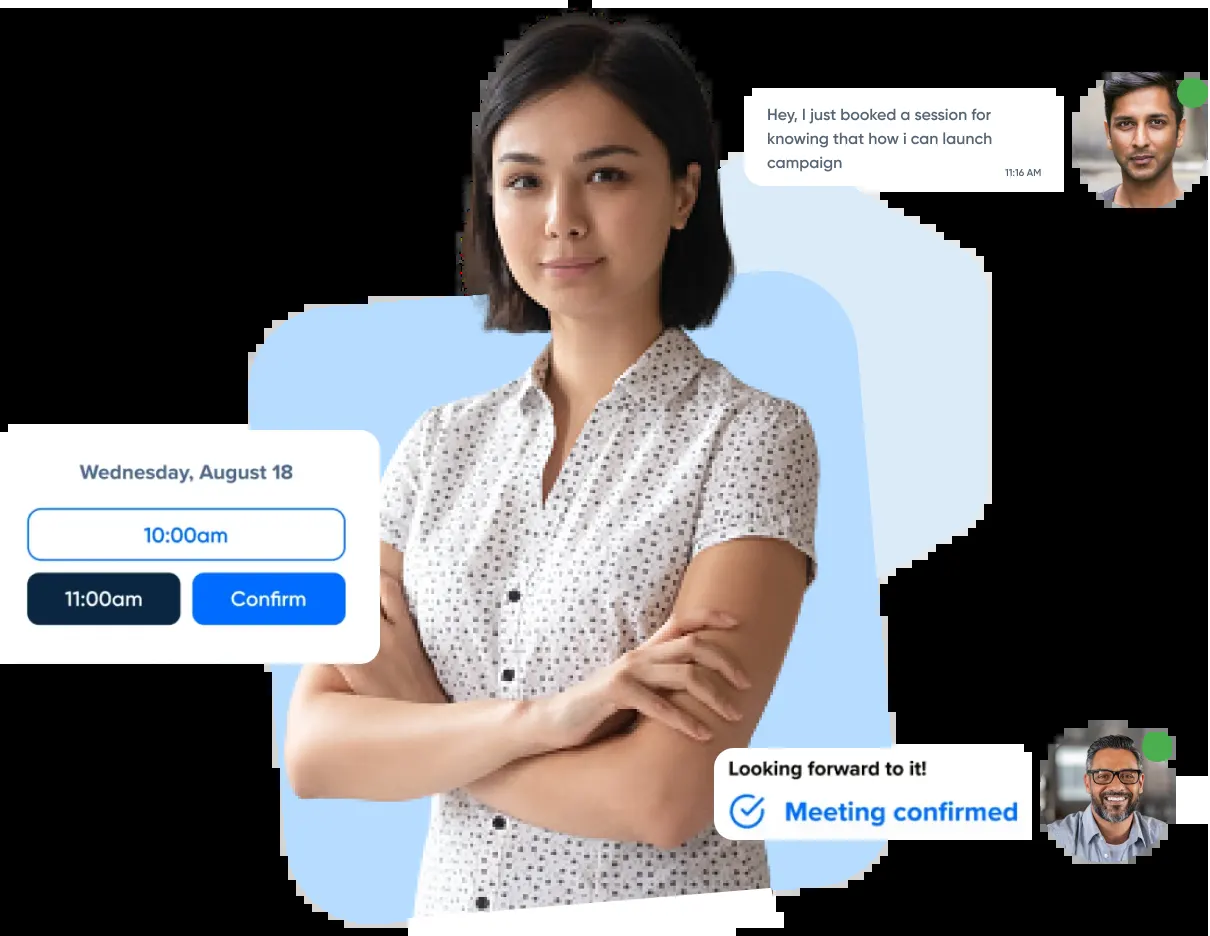 Hey, I just booked a session for
knowing that how i can launch
campaign
11:16 AM
Wednesday, August 18
10:00am
11:00am Confirm
Looking forward to it!
Meeting confirmed